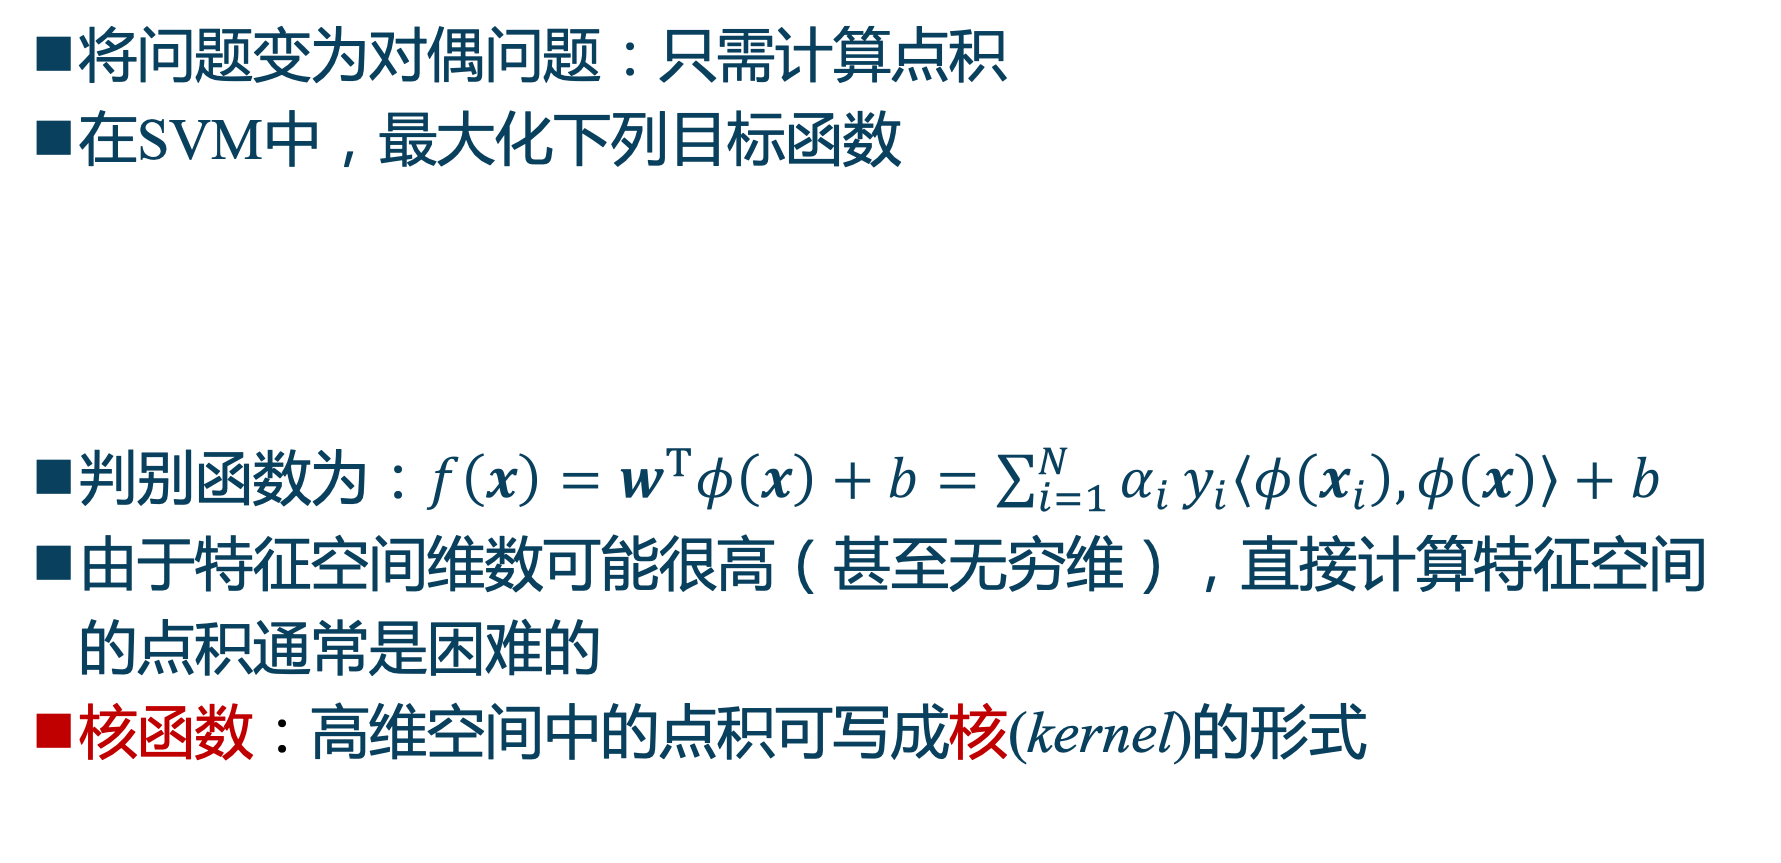 ■将问题变为对偶问题：只需计算点积
■在SVM中，最大化下列目标函数
■判别函数为：f(x) = wᵀϕ(x) + b = ∑ᵢ₌₁ᴺ αᵢ yᵢ⟨ϕ(xᵢ), ϕ(x)⟩ + b
■由于特征空间维数可能很高（甚至无穷维），直接计算特征空间
的点积通常是困难的
■核函数：高维空间中的点积可写成核(kernel)的形式